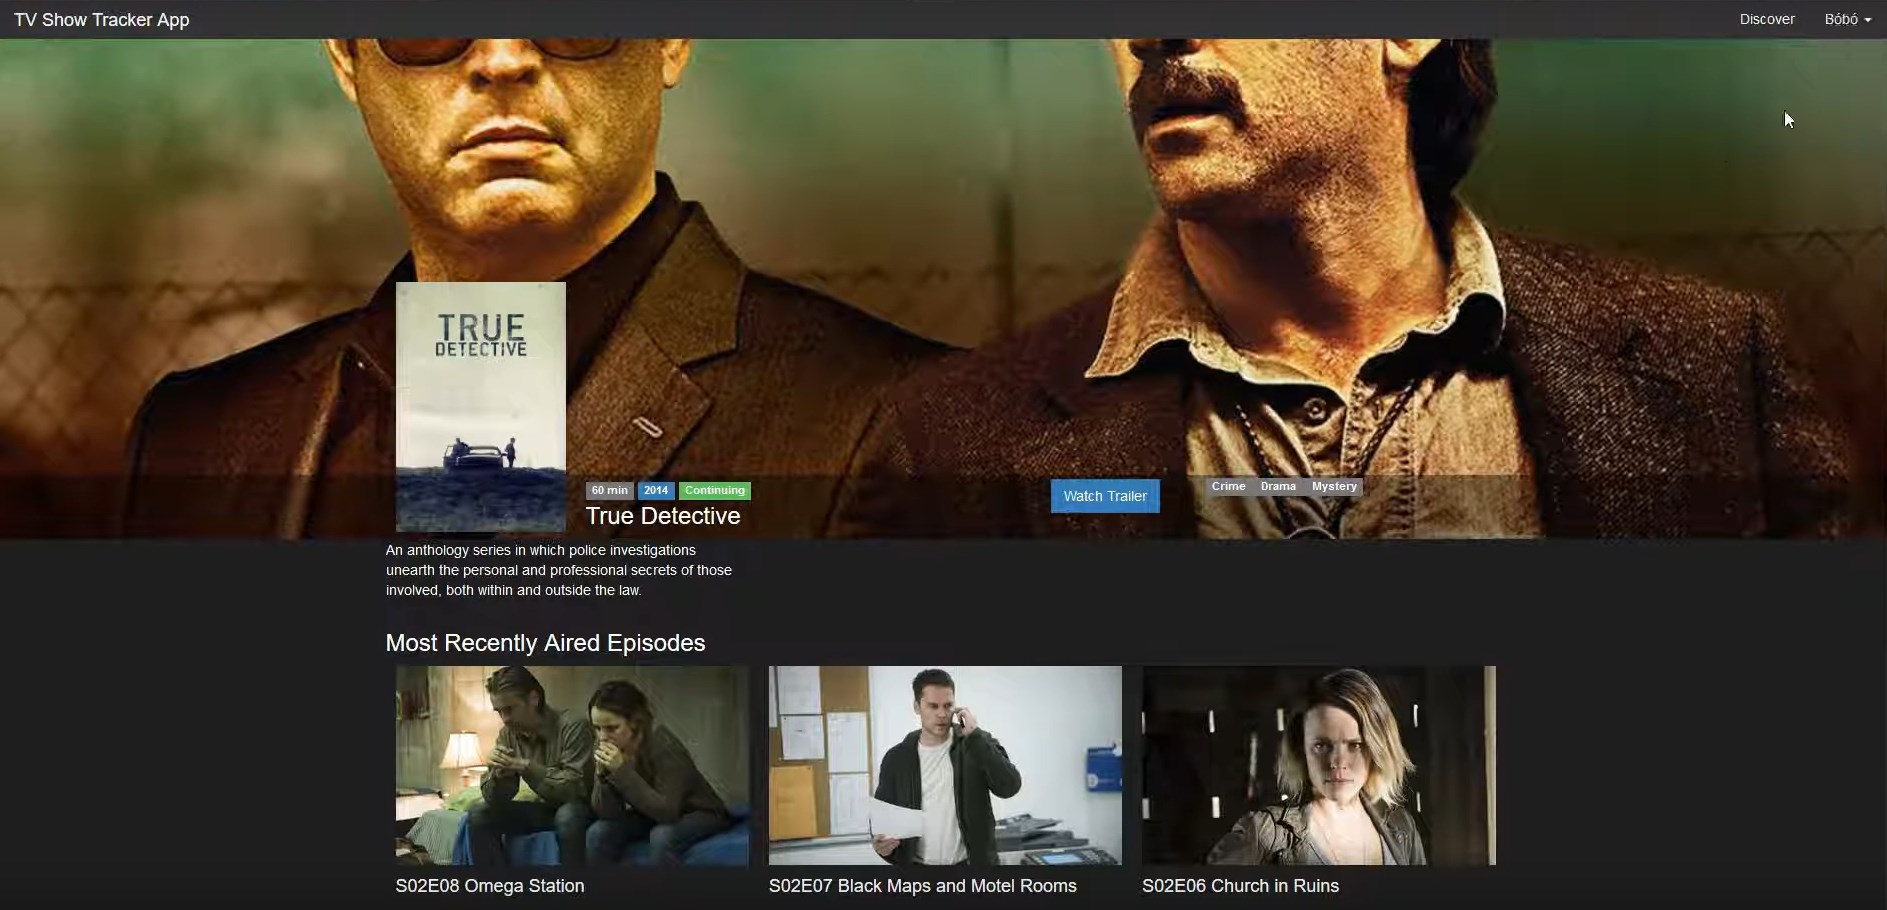 TV Show Tracker App
Discover
Bóbó
TRUE
DETECTIVE
60 min 2014 Continuing
True Detective
Watch Trailer
Crime Drama Mystery
An anthology series in which police investigations
unearth the personal and professional secrets of those
involved, both within and outside the law.
Most Recently Aired Episodes
S02E08 Omega Station
S02E07 Black Maps and Motel Rooms
S02E06 Church in Ruins